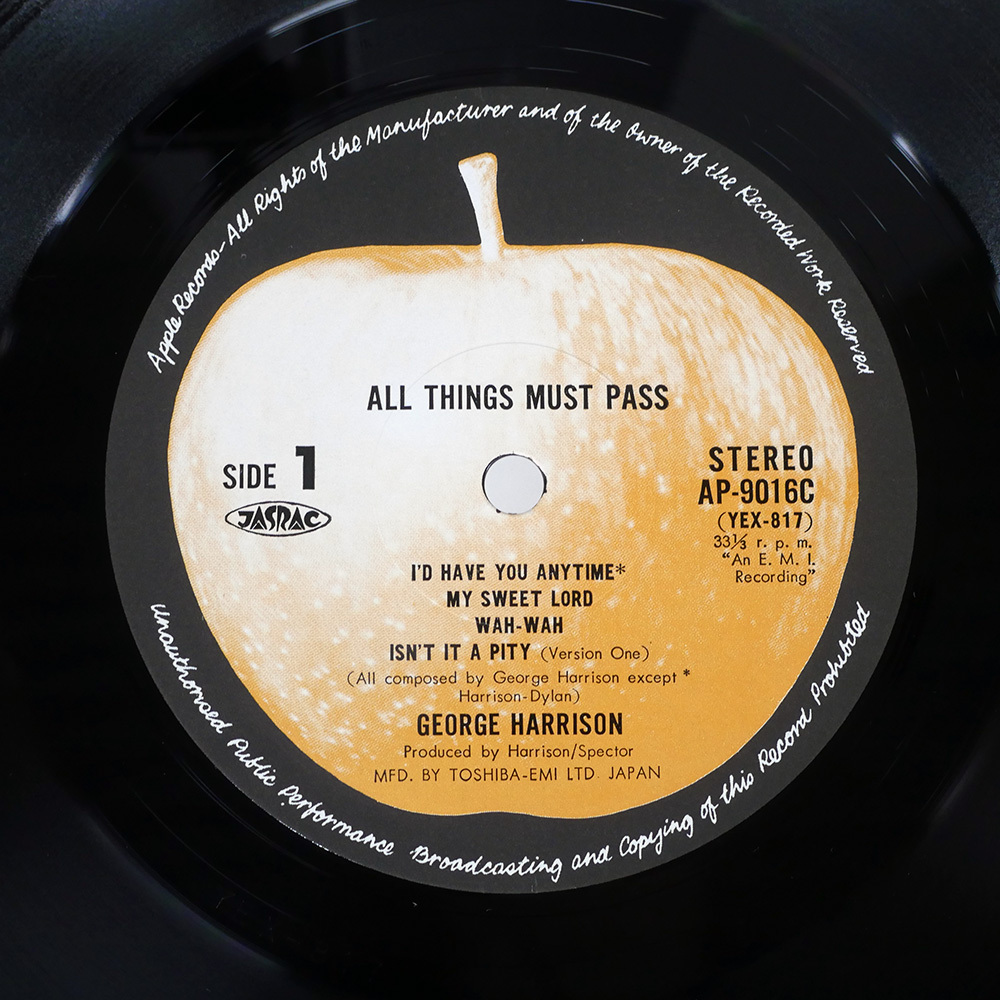 Apple Records-All Rights of the Manufacturer and of the Owner of the Recorded Work Reserved
ALL THINGS MUST PASS
SIDE 1
JASRAC
STEREO
AP-9016C
(YEX-817)
33⅓ r. p. m.
"An E. M. I.
Recording"
I'D HAVE YOU ANYTIME*
MY SWEET LORD
WAH-WAH
ISN'T IT A PITY (Version One)
(All composed by George Harrison except *
Harrison-Dylan)
GEORGE HARRISON
Produced by Harrison/Spector
MFD. BY TOSHIBA-EMI LTD. JAPAN
Unauthorised Public Performance Broadcasting and Copying of this Record Prohibited